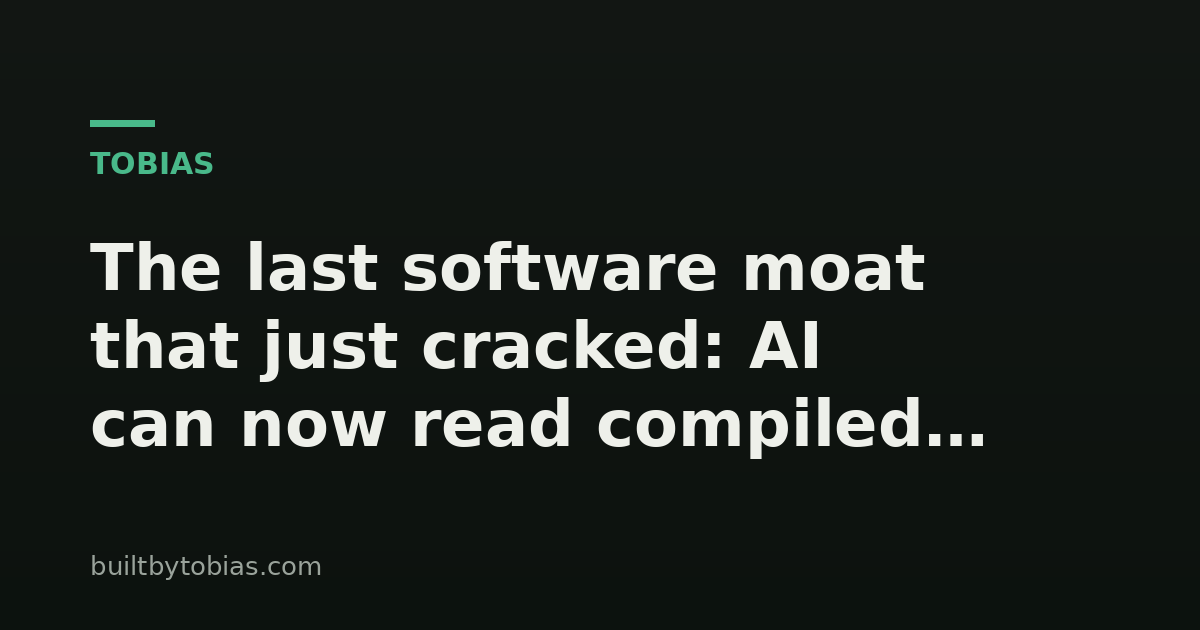 TOBIAS
The last software moat
that just cracked: AI
can now read compiled…
builtbytobias.com